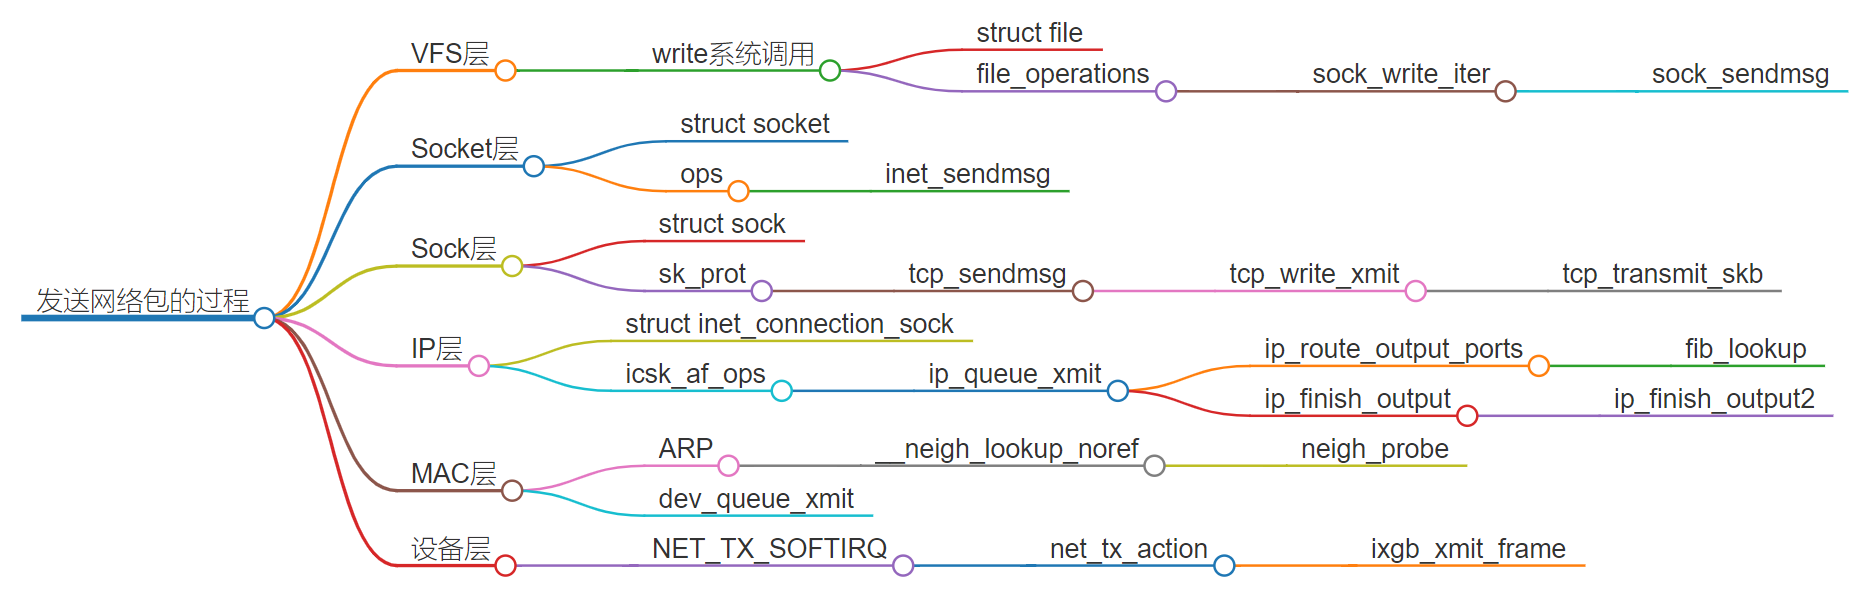 发送网络包的过程
VFS层
write系统调用
struct file
file_operations
sock_write_iter
sock_sendmsg
Socket层
struct socket
ops
inet_sendmsg
Sock层
struct sock
sk_prot
tcp_sendmsg
tcp_write_xmit
tcp_transmit_skb
IP层
struct inet_connection_sock
icsk_af_ops
ip_queue_xmit
ip_route_output_ports
fib_lookup
ip_finish_output
ip_finish_output2
MAC层
ARP
__neigh_lookup_noref
neigh_probe
dev_queue_xmit
设备层
NET_TX_SOFTIRQ
net_tx_action
ixgb_xmit_frame